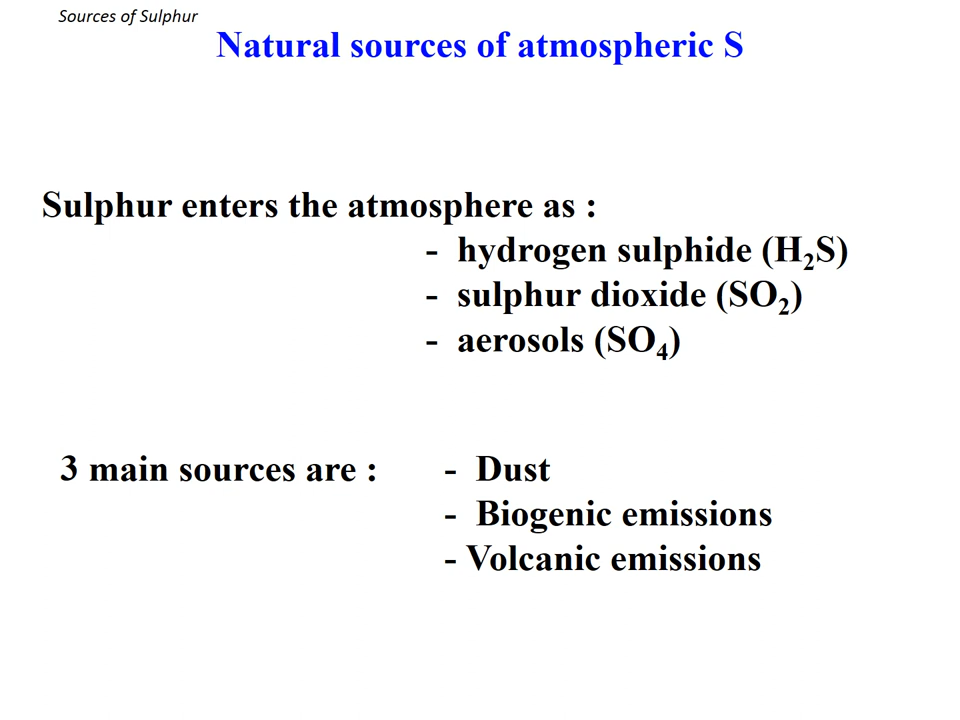 Sources of Sulphur
Natural sources of atmospheric S
Sulphur enters the atmosphere as :
- hydrogen sulphide (H₂S)
- sulphur dioxide (SO₂)
- aerosols (SO₄)
3 main sources are : - Dust
- Biogenic emissions
- Volcanic emissions